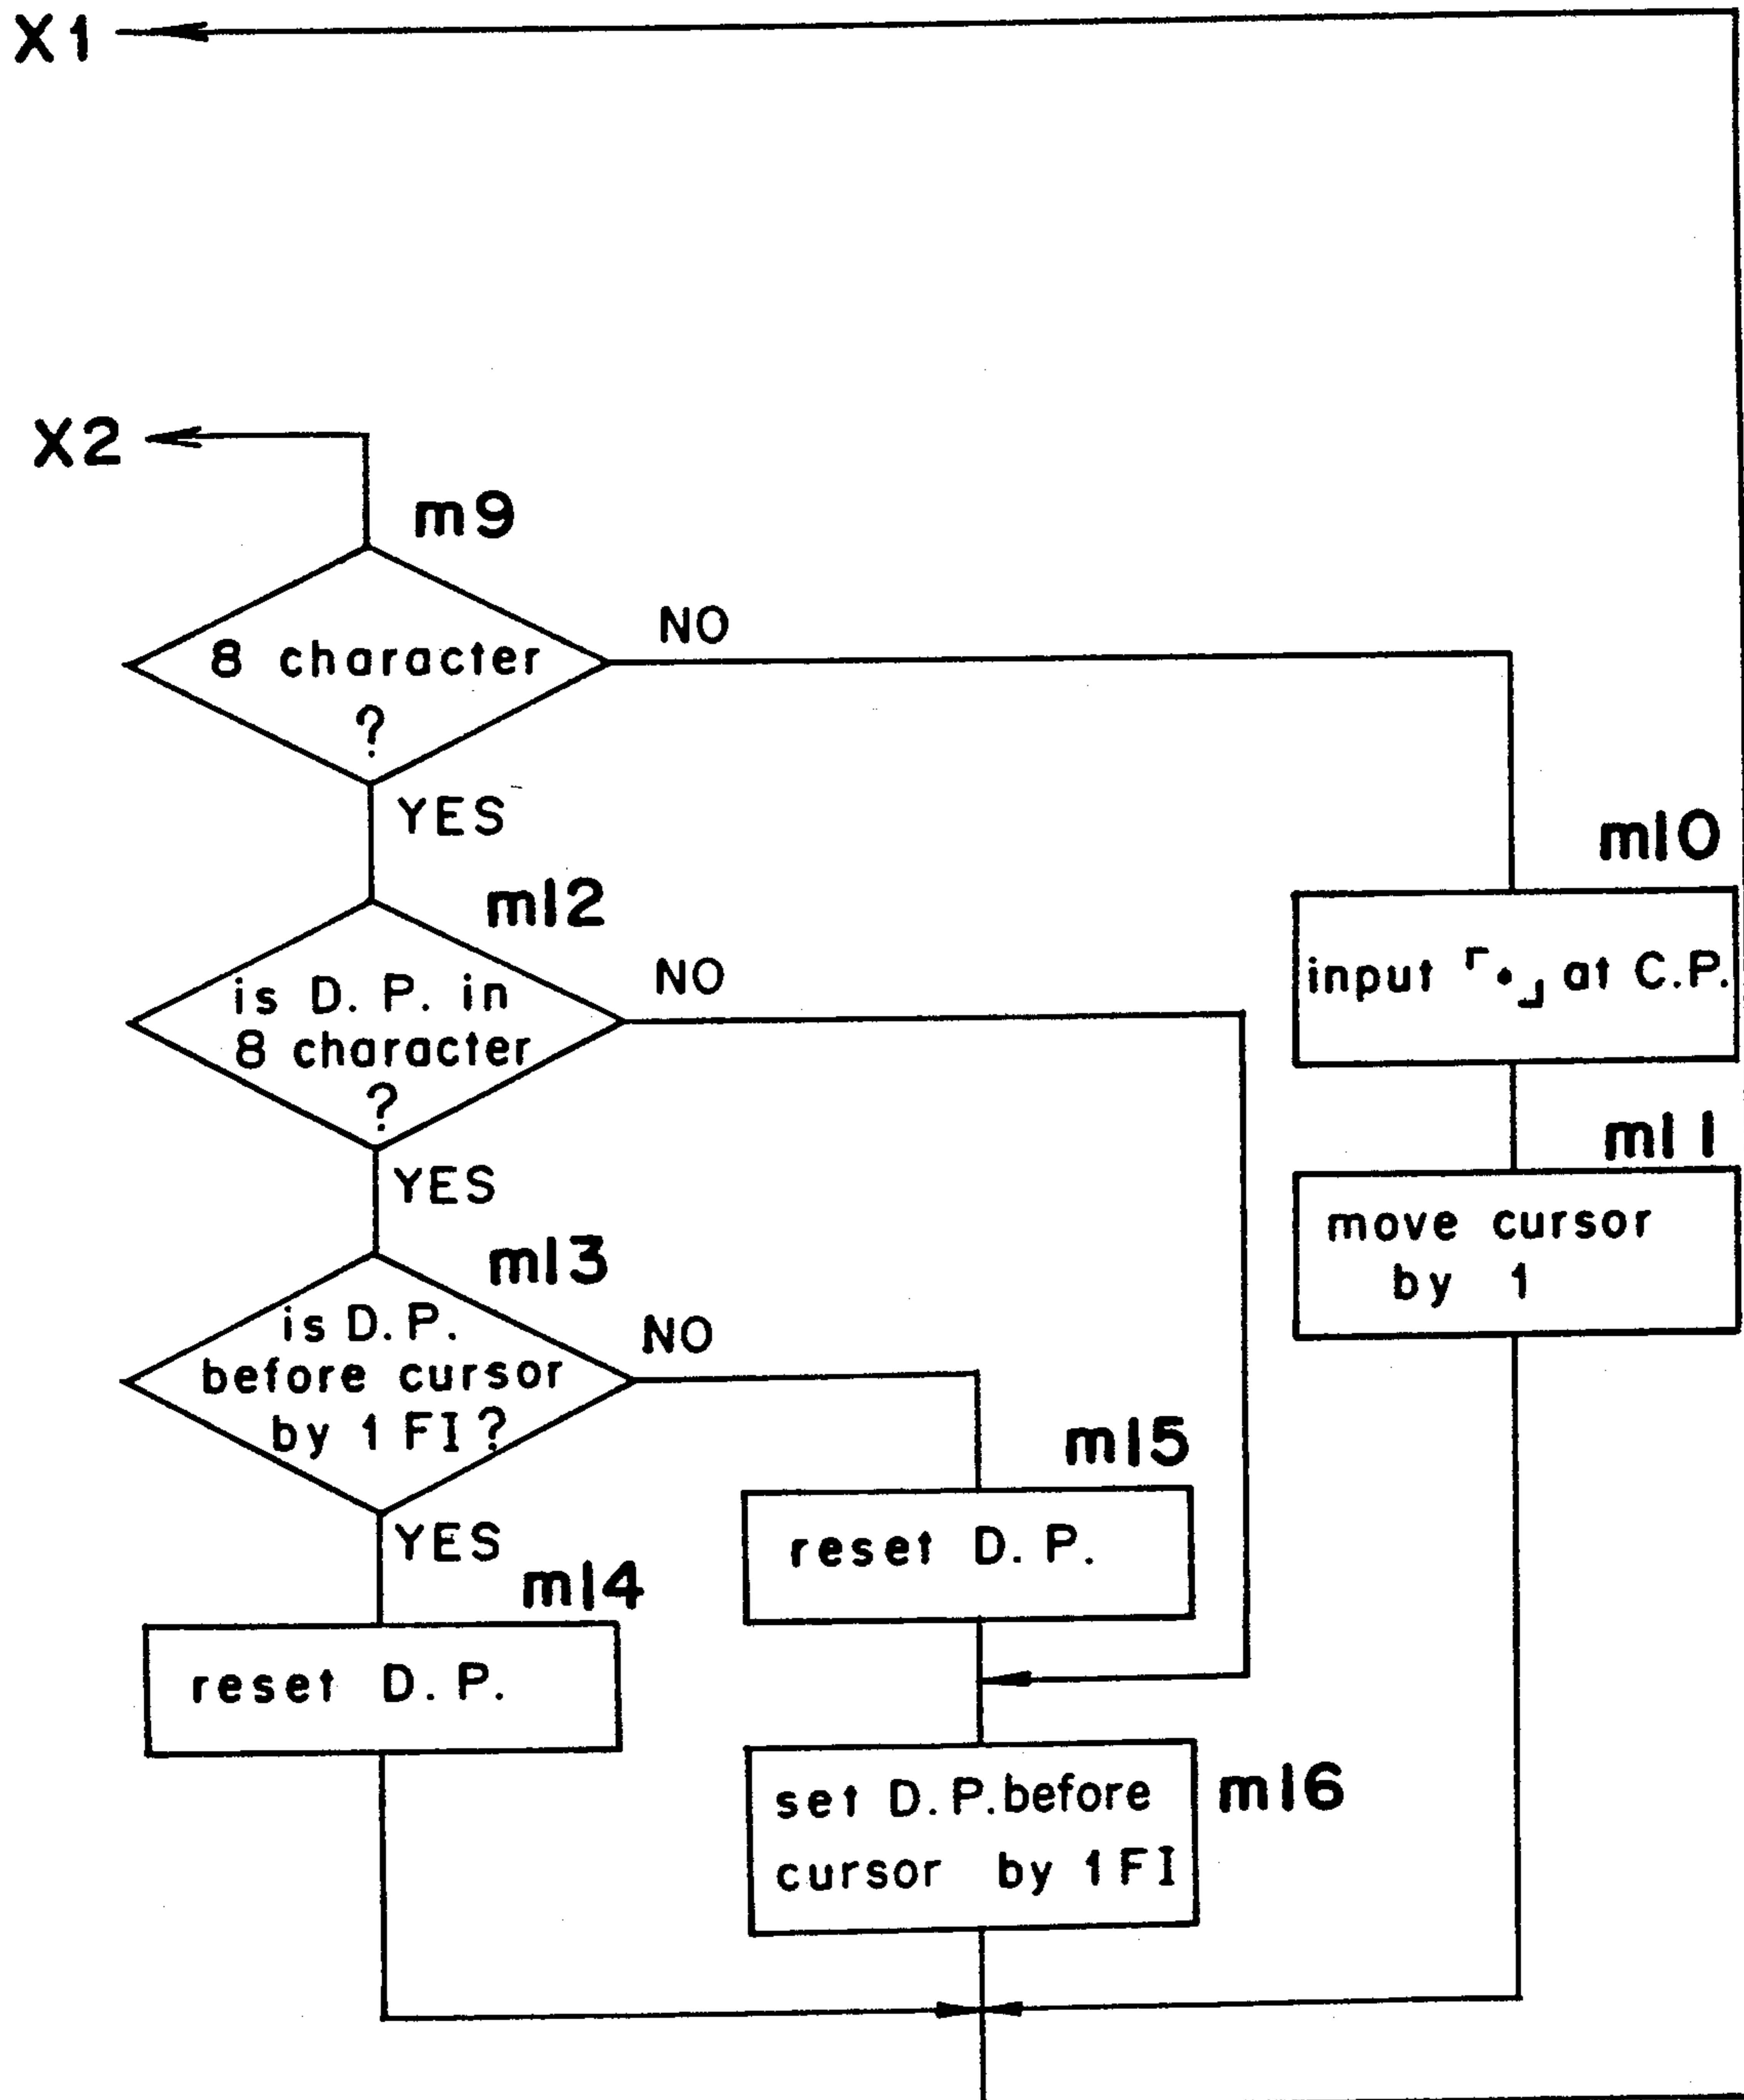 X1
X2
m9
8 character
?
NO
YES
m10
input 「・」 at C.P.
m11
move cursor
by 1
m12
is D. P. in
8 character
?
NO
YES
m13
is D. P.
before cursor
by 1 FI ?
NO
YES
m15
reset D. P.
m14
reset D. P.
m16
set D. P. before
cursor by 1 FI